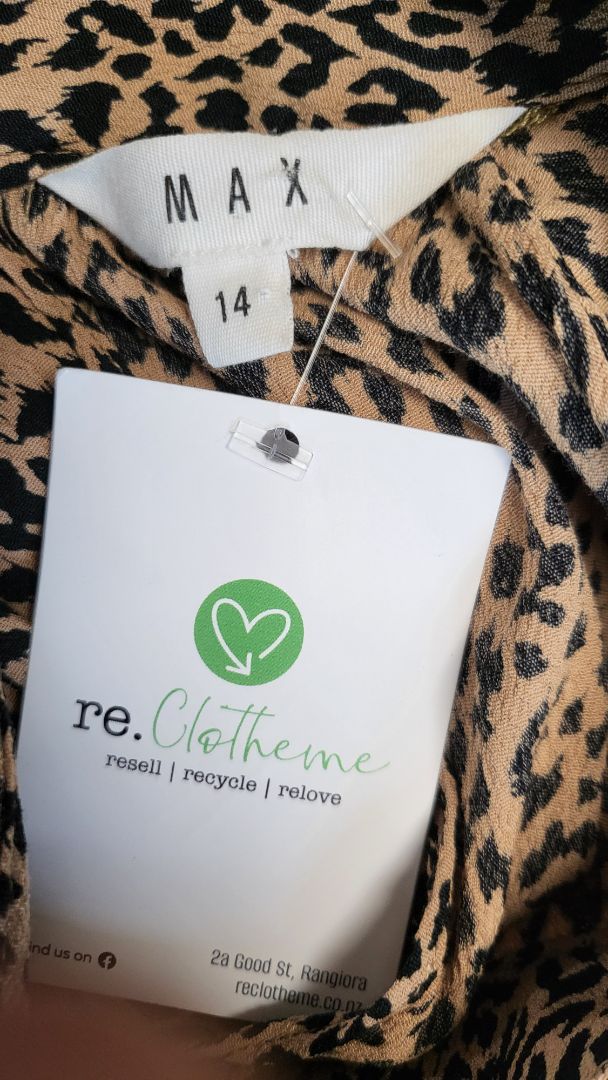 MAX
14
re.Clotheme
resell | recycle | relove
ind us on
2a Good St, Rangiora
reclotheme.co.nz